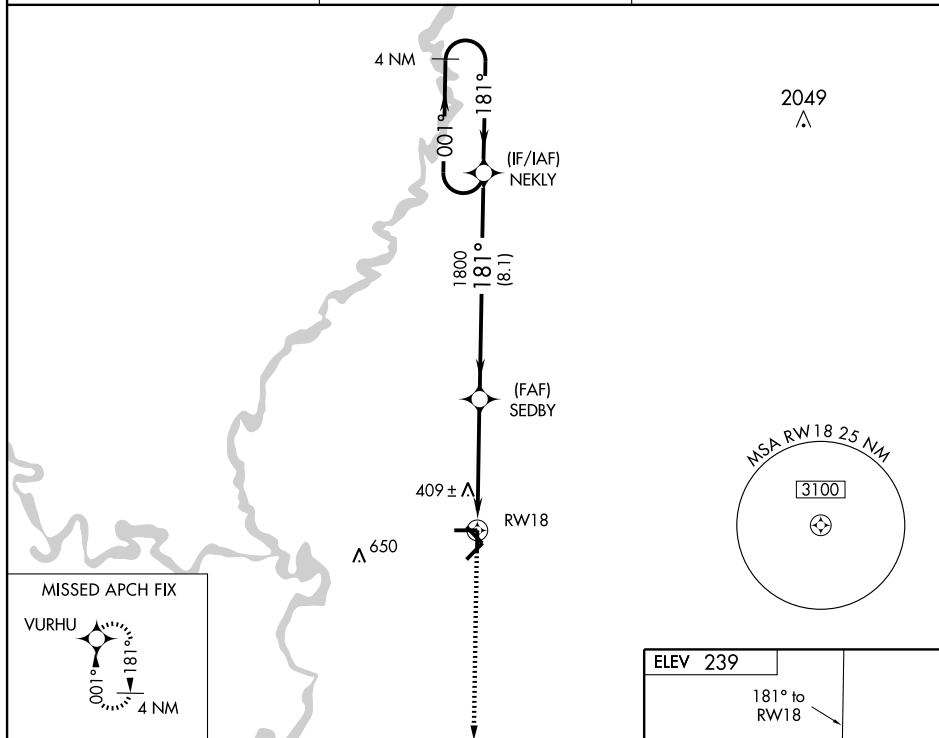 4 NM
001°
181°
2049
(IF/IAF)
NEKLY
1800
181°
(8.1)
(FAF)
SEDBY
MSA RW18 25 NM
3100
409 ±
RW18
650
MISSED APCH FIX
VURHU
001°
181°
4 NM
ELEV 239
181° to
RW18